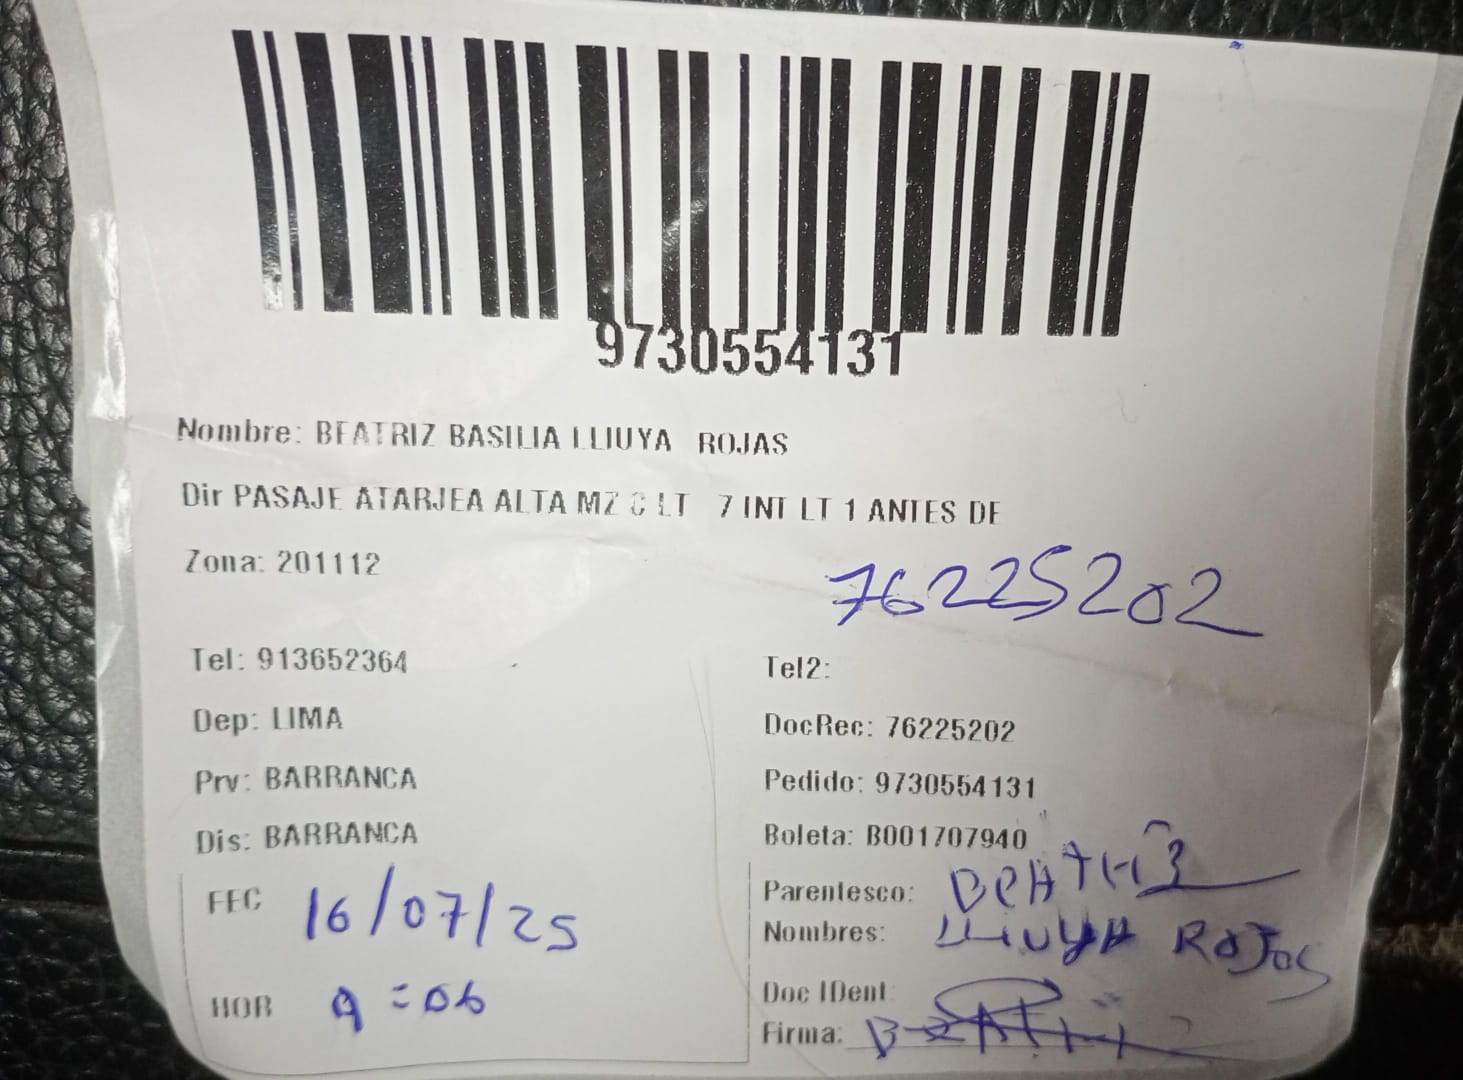 9730554131
Nombre: BEATRIZ BASILIA LLIUYA ROJAS
Dir PASAJE ATARJEA ALTA MZ C LT 7 INT LT 1 ANTES DE
Zona: 201112
76225202
Tel: 913652364
Tel2:
Dep: LIMA
DocRec: 76225202
Prv: BARRANCA
Pedido: 9730554131
Dis: BARRANCA
Boleta: B001707940
FEC 16/07/25
Parentesco: Beatriz
Nombres: LLIUYA ROJAS
HOR 9:06
Doc IDent
Firma: